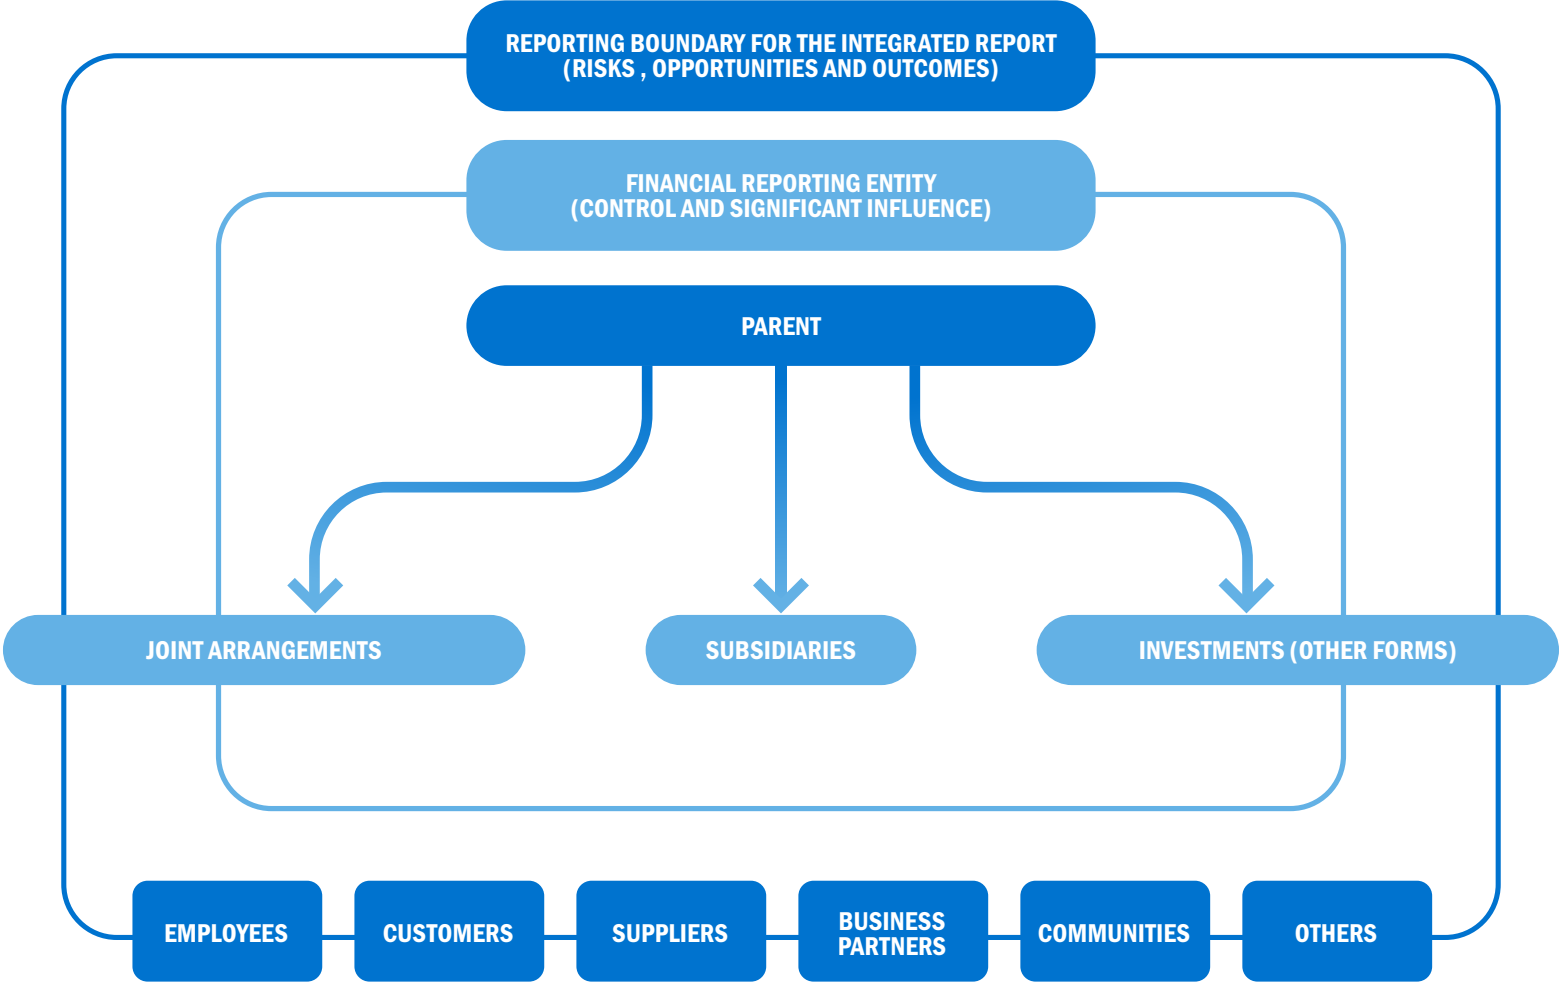 REPORTING BOUNDARY FOR THE INTEGRATED REPORT
(RISKS , OPPORTUNITIES AND OUTCOMES)
FINANCIAL REPORTING ENTITY
(CONTROL AND SIGNIFICANT INFLUENCE)
PARENT
JOINT ARRANGEMENTS
SUBSIDIARIES
INVESTMENTS (OTHER FORMS)
EMPLOYEES
CUSTOMERS
SUPPLIERS
BUSINESS
PARTNERS
COMMUNITIES
OTHERS